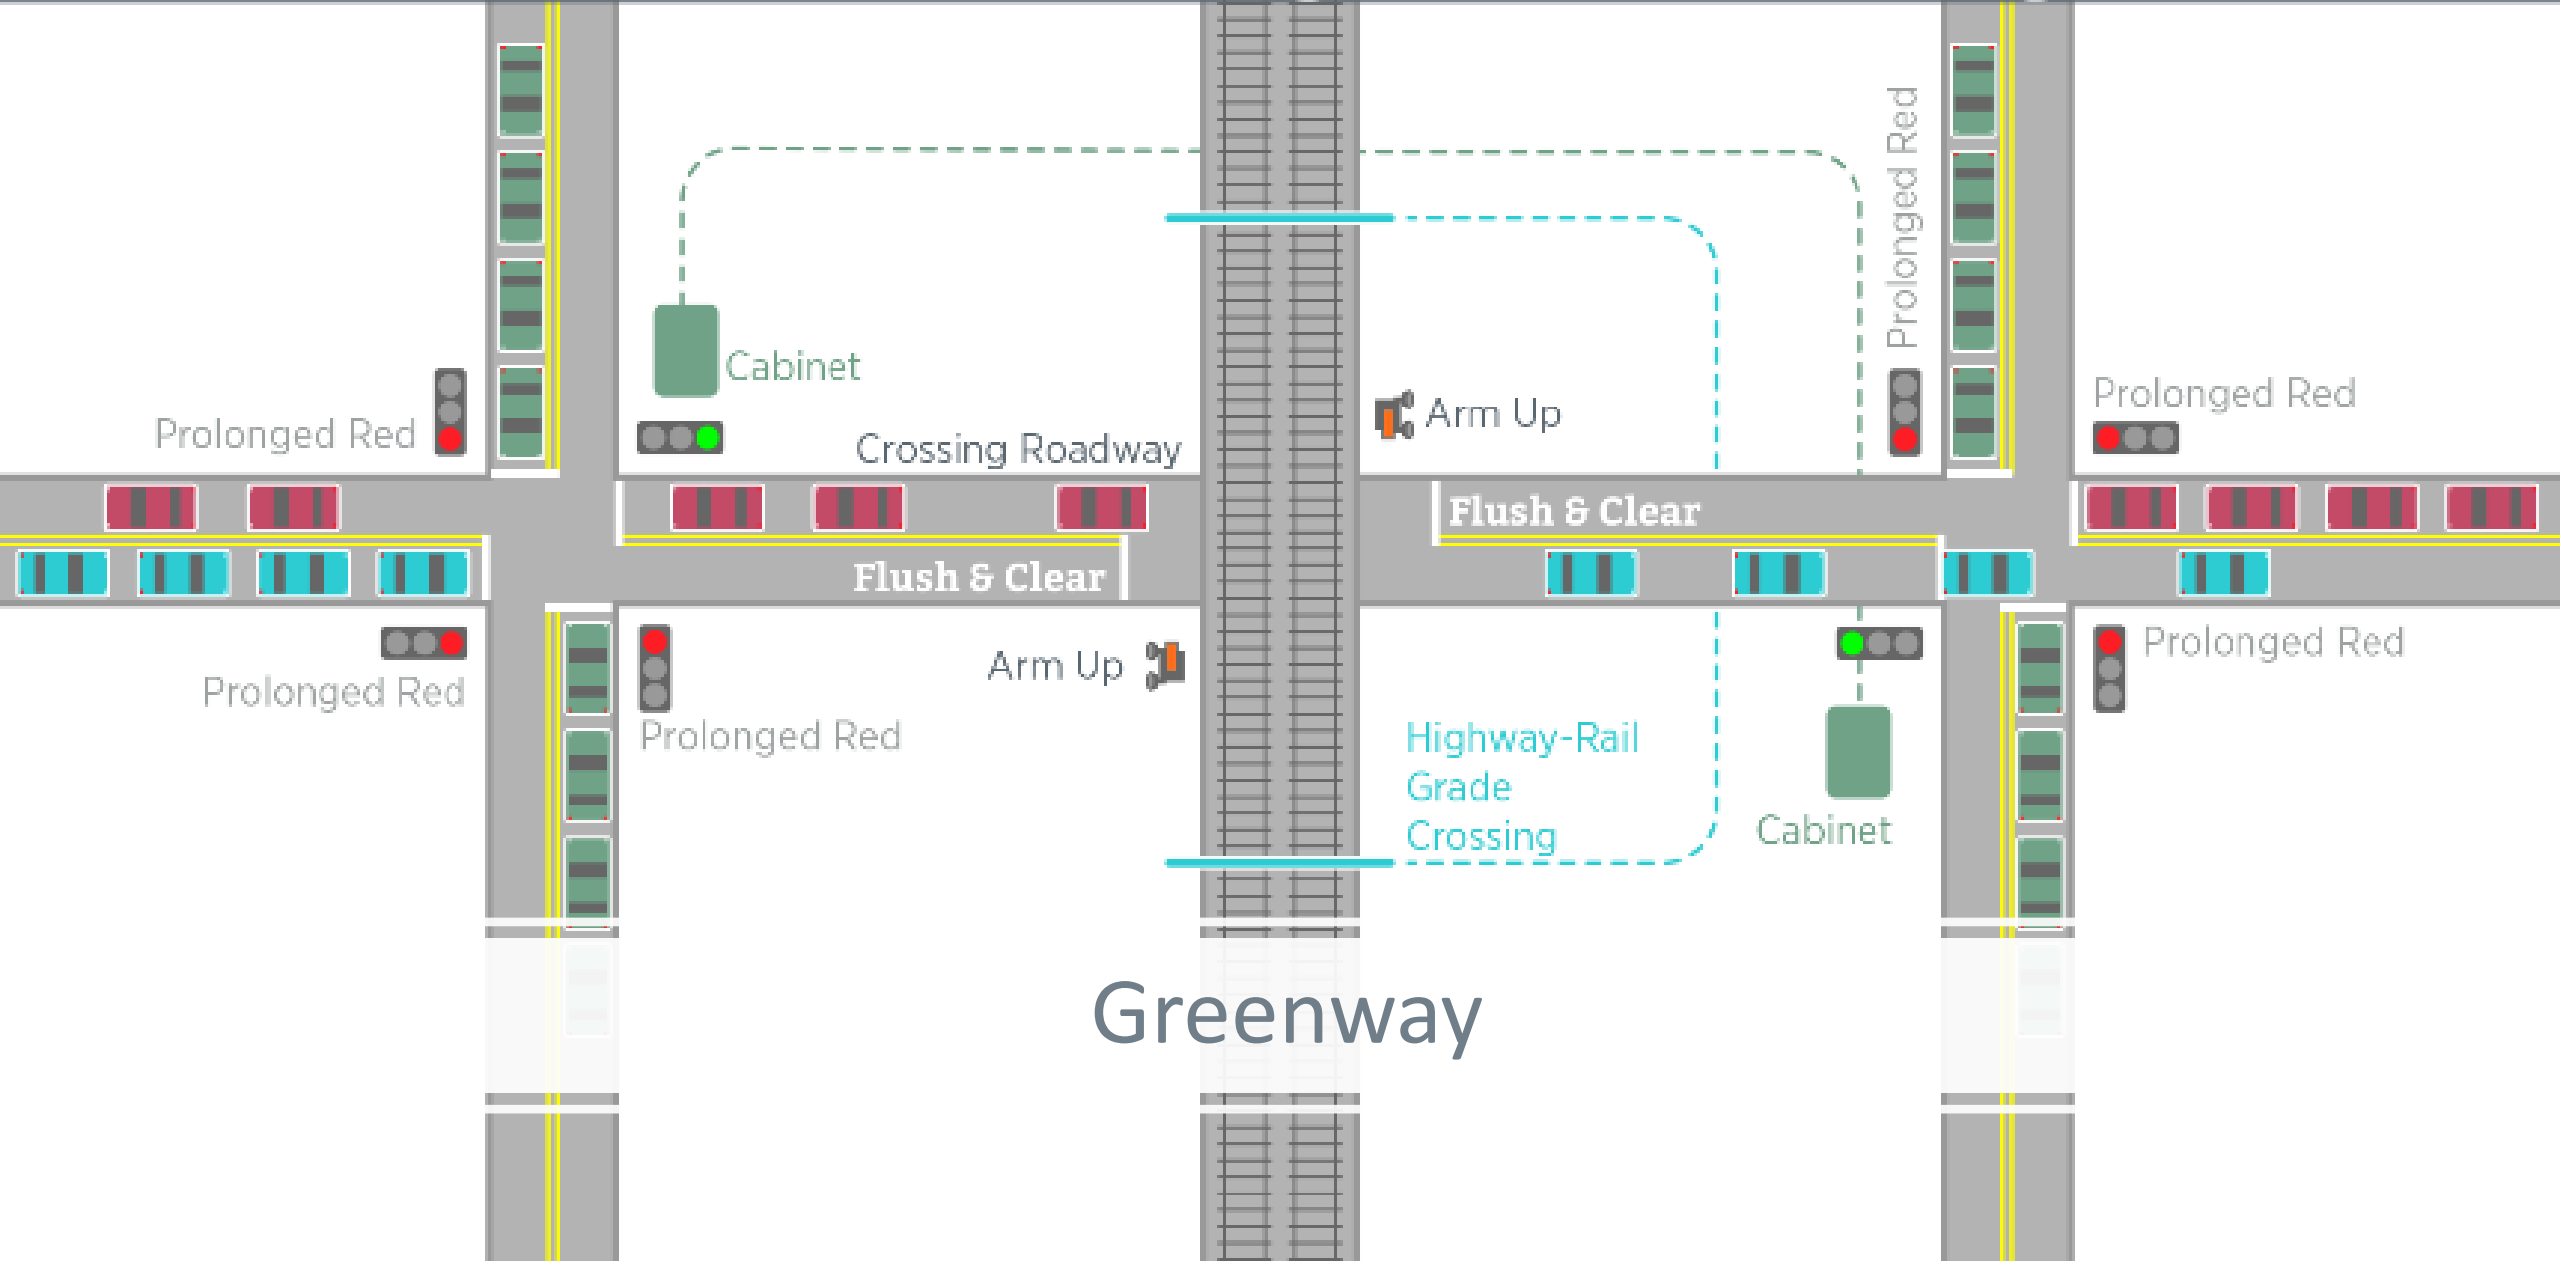 Prolonged Red
Cabinet
Prolonged Red
Crossing Roadway
Arm Up
Prolonged Red
Flush & Clear
Flush & Clear
Prolonged Red
Prolonged Red
Arm Up
Highway-Rail
Grade
Crossing
Cabinet
Prolonged Red
Greenway